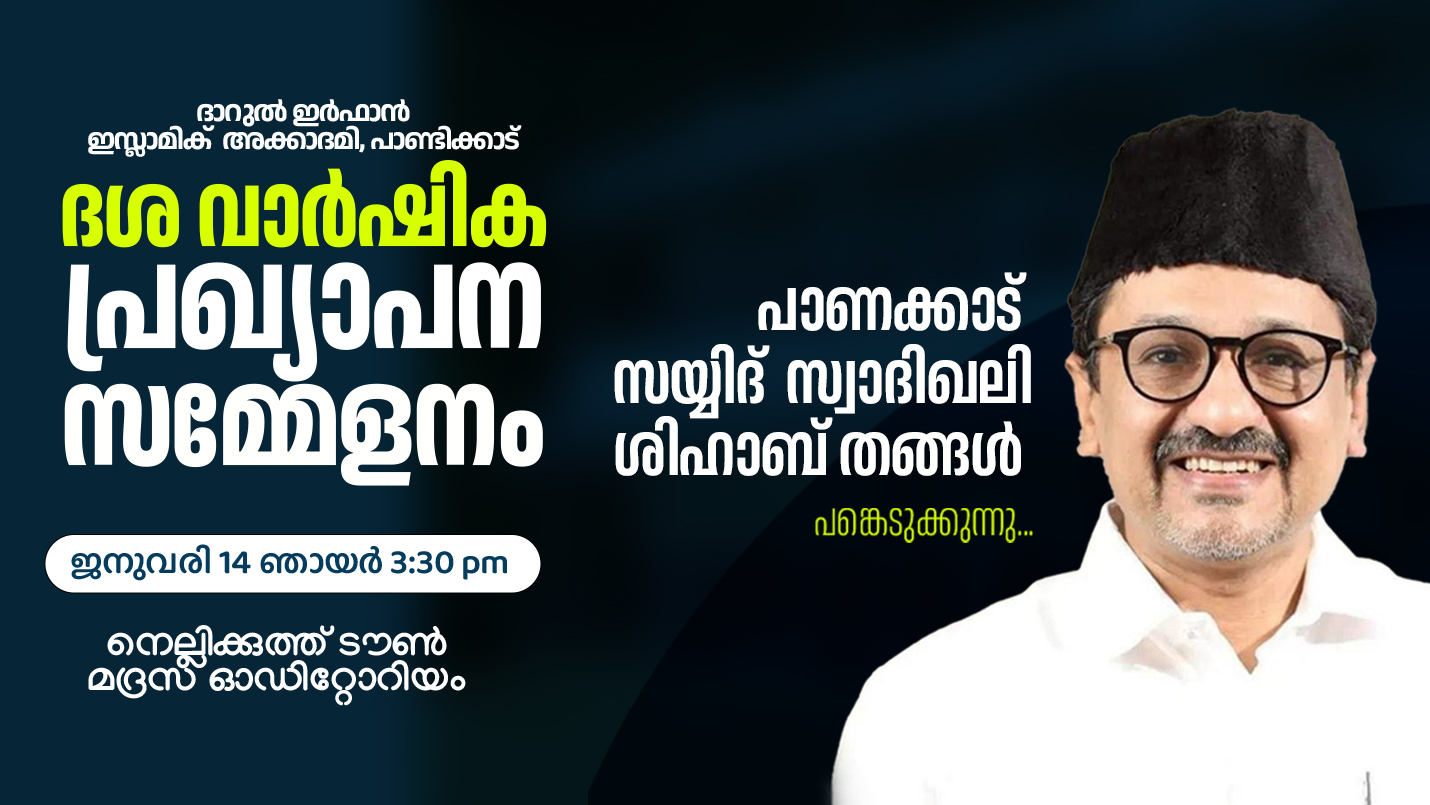 ദാറുൽ ഇർഫാൻ
ഇസ്ലാമിക് അക്കാദമി, പാണ്ടിക്കാട്
ദശ വാർഷിക
പ്രഖ്യാപന
സമ്മേളനം
ജനുവരി 14 ഞായർ 3:30 pm
നെല്ലിക്കുത്ത് ടൗൺ
മദ്രസ ഓഡിറ്റോറിയം
പാണക്കാട്
സയ്യിദ് സ്വാദിഖലി
ശിഹാബ് തങ്ങൾ
പങ്കെടുക്കുന്നു...